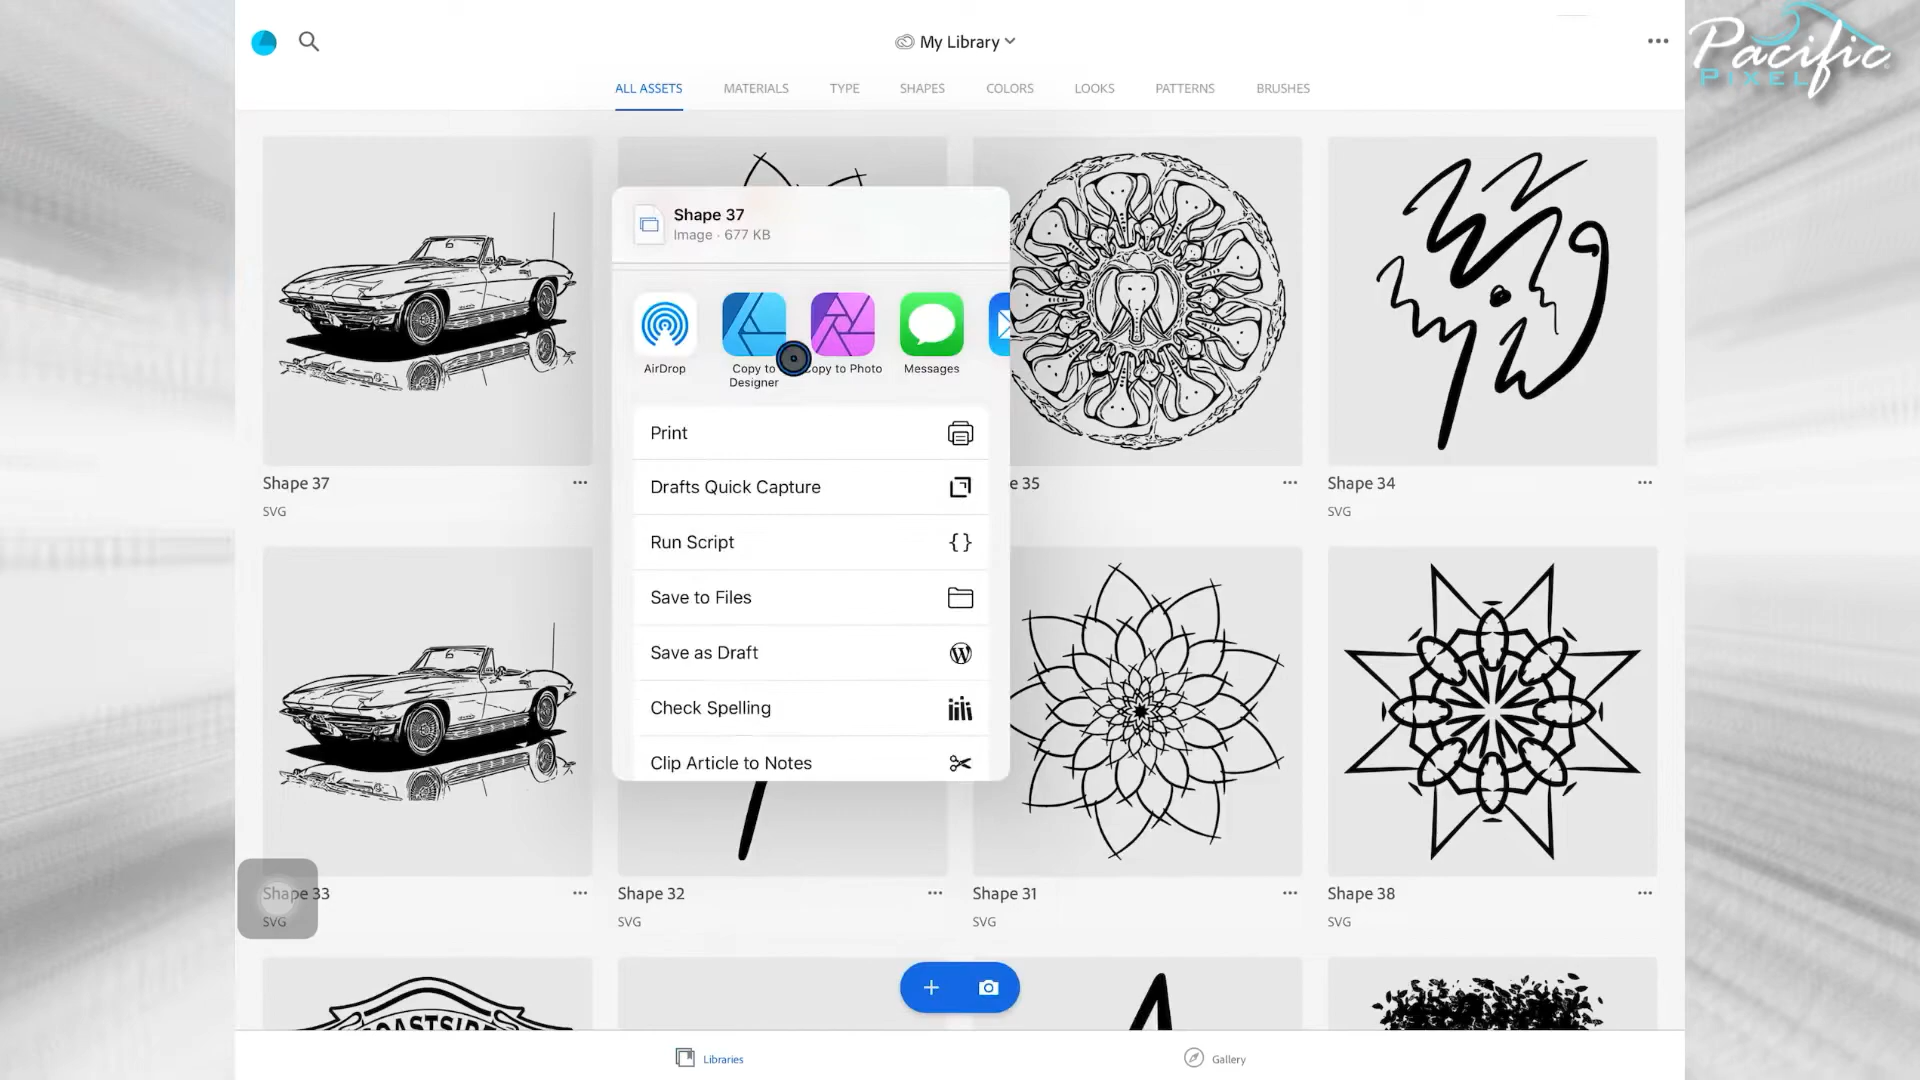 My Library
Pacific
PIXEL
ALL ASSETS
MATERIALS
TYPE
SHAPES
COLORS
LOOKS
PATTERNS
BRUSHES
Shape 37
Image · 677 KB
AirDrop
Copy to
Designer
opy to Photo
Messages
Print
Drafts Quick Capture
Run Script
Save to Files
Save as Draft
Check Spelling
Clip Article to Notes
Shape 37
SVG
e 35
Shape 34
SVG
Shape 33
SVG
Shape 32
SVG
Shape 31
SVG
Shape 38
SVG
Libraries
Gallery